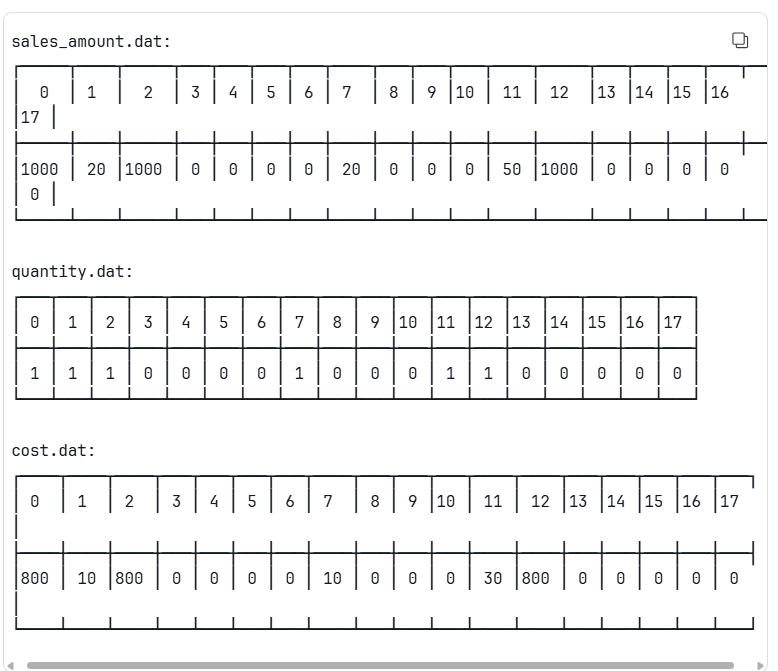 sales_amount.dat:
0 │ 1 │ 2 │ 3 │ 4 │ 5 │ 6 │ 7 │ 8 │ 9 │10 │ 11 │ 12 │13 │14 │15 │16
│17 │
│1000 │ 20 │1000 │ 0 │ 0 │ 0 │ 0 │ 20 │ 0 │ 0 │ 0 │ 50 │1000 │ 0 │ 0 │ 0 │ 0
│ 0 │
quantity.dat:
│ 0 │ 1 │ 2 │ 3 │ 4 │ 5 │ 6 │ 7 │ 8 │ 9 │10 │11 │12 │13 │14 │15 │16 │17 │
│ 1 │ 1 │ 1 │ 0 │ 0 │ 0 │ 0 │ 1 │ 0 │ 0 │ 0 │ 1 │ 1 │ 0 │ 0 │ 0 │ 0 │ 0 │
cost.dat:
│ 0 │ 1 │ 2 │ 3 │ 4 │ 5 │ 6 │ 7 │ 8 │ 9 │10 │ 11 │ 12 │13 │14 │15 │16 │17
│
│800 │ 10 │800 │ 0 │ 0 │ 0 │ 0 │ 10 │ 0 │ 0 │ 0 │ 30 │800 │ 0 │ 0 │ 0 │ 0 │ 0
│